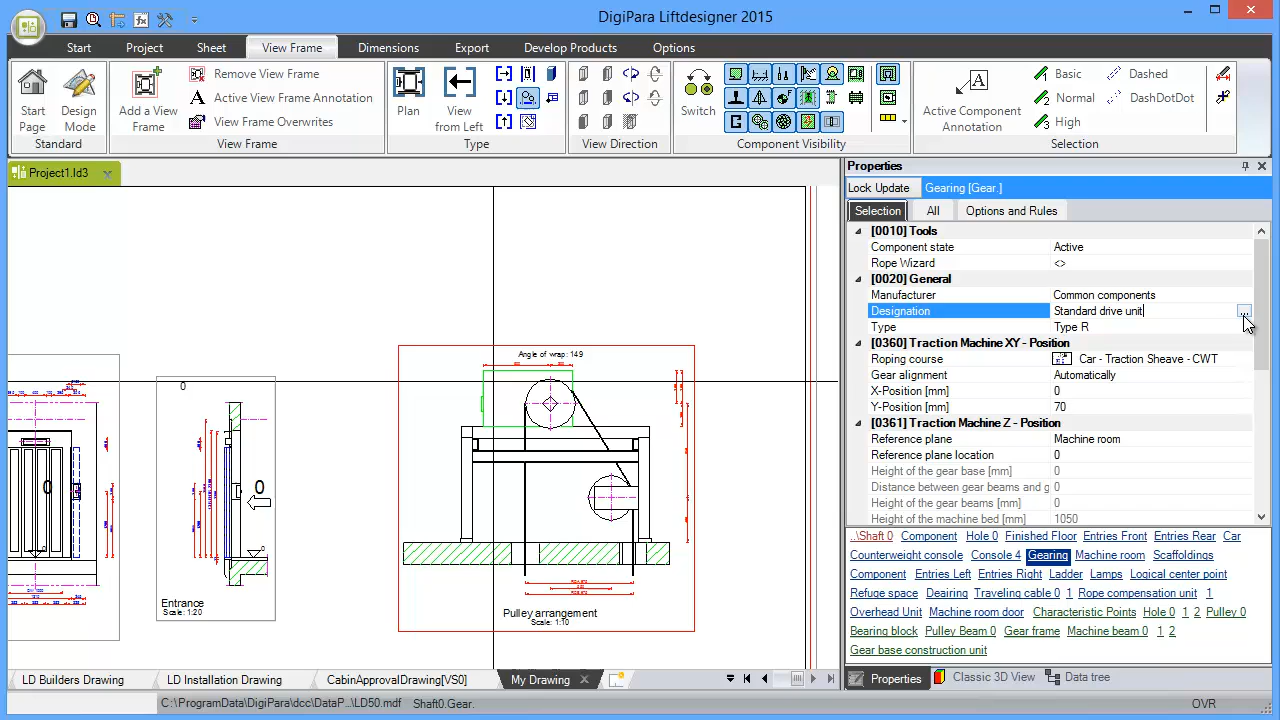 DigiPara Liftdesigner 2015
Start
Project
Sheet
View Frame
Dimensions
Export
Develop Products
Options
Start Page
Design Mode
Standard
Add a View Frame
Remove View Frame
Active View Frame Annotation
View Frame Overwrites
View Frame
Plan
View from Left
Type
View Direction
Switch
Component Visibility
Active Component Annotation
Basic
Normal
High
Dashed
DashDotDot
Selection
Project1.ld3
Properties
Lock Update
Gearing [Gear.]
Selection
All
Options and Rules
[0010] Tools
Component state Active
Rope Wizard <>
[0020] General
Manufacturer Common components
Designation Standard drive unit ...
Type Type R
[0360] Traction Machine XY - Position
Roping course Car - Traction Sheave - CWT
Gear alignment Automatically
X-Position [mm] 0
Y-Position [mm] 70
[0361] Traction Machine Z - Position
Reference plane Machine room
Reference plane location 0
Height of the gear base [mm] 0
Distance between gear beams and g 0
Height of the gear beams [mm] 0
Height of the machine bed [mm] 1050
..\Shaft 0 Component Hole 0 Finished Floor Entries Front Entries Rear Car
Counterweight console Console 4 Gearing Machine room Scaffoldings
Component Entries Left Entries Right Ladder Lamps Logical center point
Refuge space Deairing Traveling cable 0 1 Rope compensation unit 1
Overhead Unit Machine room door Characteristic Points Hole 0 1 2 Pulley 0
Bearing block Pulley Beam 0 Gear frame Machine beam 0 1 2
Gear base construction unit
Properties
Classic 3D View
Data tree
0
0
0
Entrance
Scale: 1:20
Angle of wrap: 149
Pulley arrangement
Scale: 1:10
LD Builders Drawing
LD Installation Drawing
CabinApprovalDrawing[VS0]
My Drawing
C:\ProgramData\DigiPara\dcc\DataP...\LD50.mdf
Shaft0.Gear.
OVR